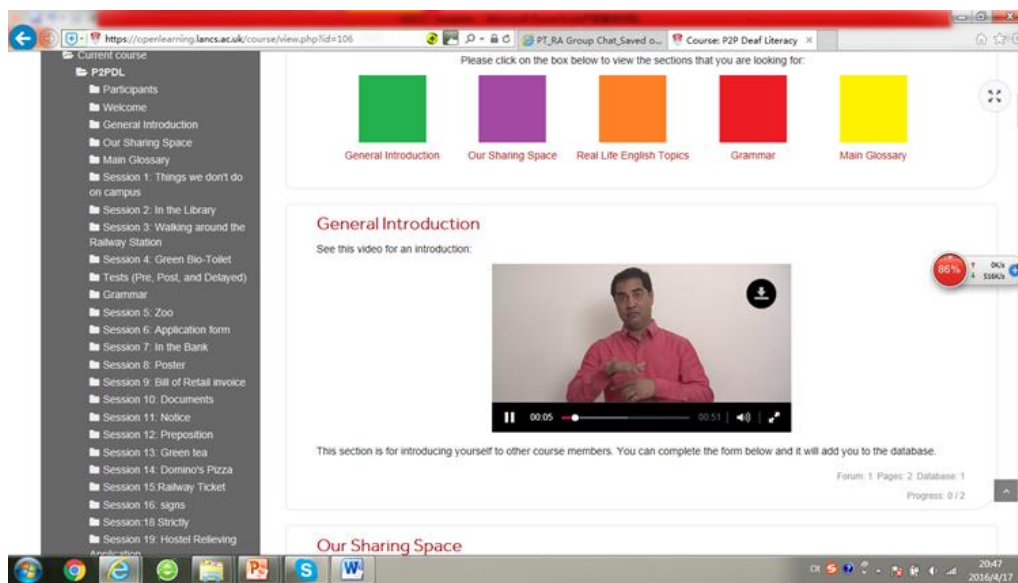 https://openlearning.lancs.ac.uk/course/view.php?id=106
PT_RA Group Chat_Saved o...
Course: P2P Deaf Literacy
Current course
P2PDL
Participants
Welcome
General Introduction
Our Sharing Space
Main Glossary
Session 1: Things we don't do
on campus
Session 2: In the Library
Session 3: Walking around the
Railway Station
Session 4: Green Bio-Toilet
Tests (Pre, Post, and Delayed)
Grammar
Session 5: Zoo
Session 6: Application form
Session 7: In the Bank
Session 8: Poster
Session 9: Bill of Retail invoice
Session 10: Documents
Session 11: Notice
Session 12: Preposition
Session 13: Green tea
Session 14: Domino's Pizza
Session 15:Railway Ticket
Session 16: signs
Session:18 Strictly
Session 19: Hostel Relieving
Application
Please click on the box below to view the sections that you are looking for:
General Introduction
Our Sharing Space
Real Life English Topics
Grammar
Main Glossary
General Introduction
See this video for an introduction:
00:05
00:51
This section is for introducing yourself to other course members. You can complete the form below and it will add you to the database.
Forum: 1 Pages: 2 Database: 1
Progress: 0 / 2
Our Sharing Space
86%
0K/s
516K/s
CH
20:47
2016/4/17